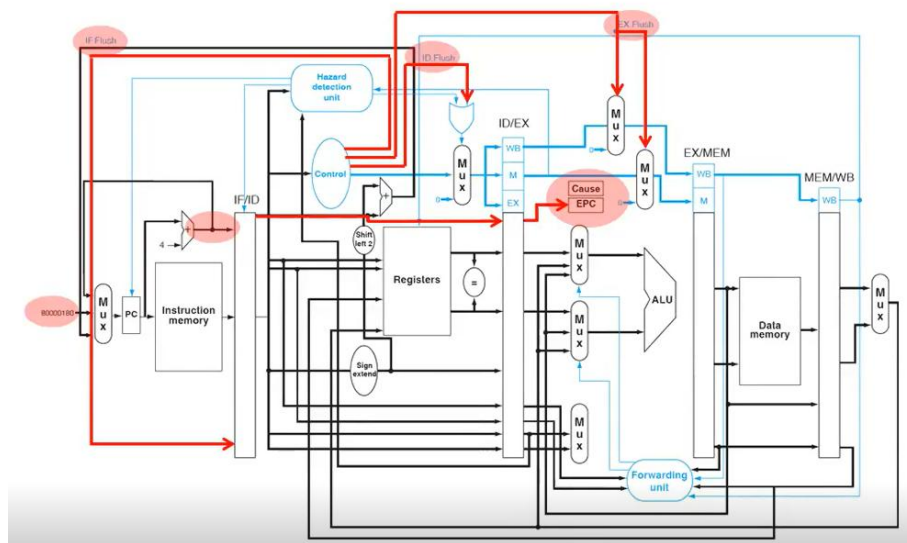 IF.Flush
EX.Flush
ID.Flush
Hazard
detection
unit
M
u
x
ID/EX
WB
M
EX
0
M
u
x
0
M
u
x
0
Control
Cause
EPC
EX/MEM
WB
M
MEM/WB
WB
IF/ID
+
+
4
Shift
left 2
M
u
x
80000180
PC
Instruction
memory
Registers
=
M
u
x
M
u
x
ALU
Data
memory
M
u
x
Sign
extend
M
u
x
Forwarding
unit